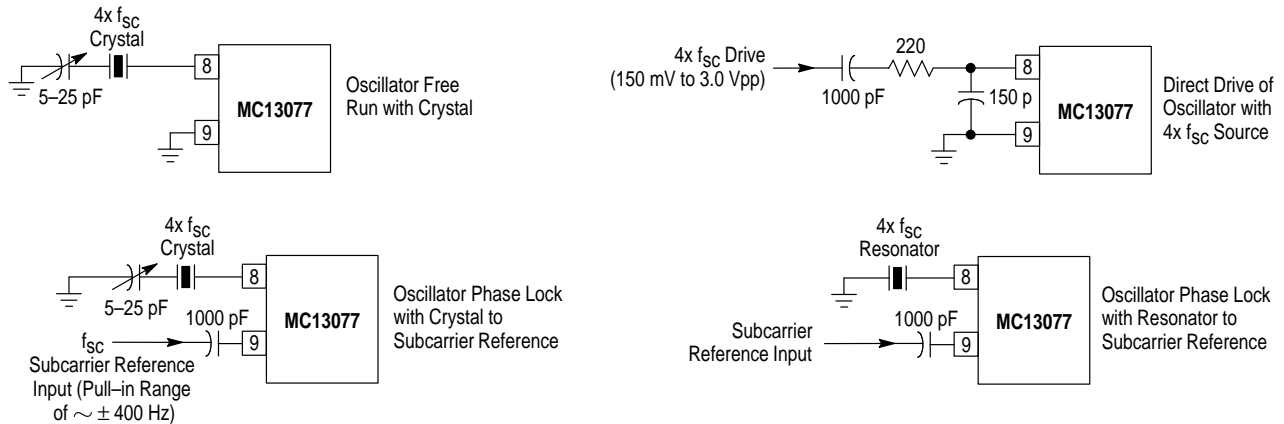 4x fSC
Crystal
5–25 pF
8
9
MC13077
Oscillator Free
Run with Crystal
4x fSC Drive
(150 mV to 3.0 Vpp)
1000 pF
220
150 p
8
9
MC13077
Direct Drive of
Oscillator with
4x fSC Source
4x fSC
Crystal
5–25 pF
1000 pF
8
9
MC13077
fSC
Subcarrier Reference
Input (Pull–in Range
of ∼ ± 400 Hz)
Oscillator Phase Lock
with Crystal to
Subcarrier Reference
4x fSC
Resonator
8
1000 pF
9
MC13077
Subcarrier
Reference Input
Oscillator Phase Lock
with Resonator to
Subcarrier Reference